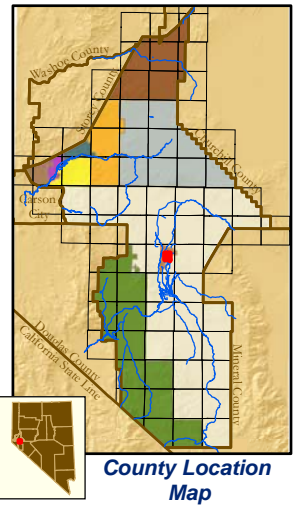 Washoe County
Storey County
Churchill County
Carson
City
Douglas County
California State Line
Mineral County
County Location
Map